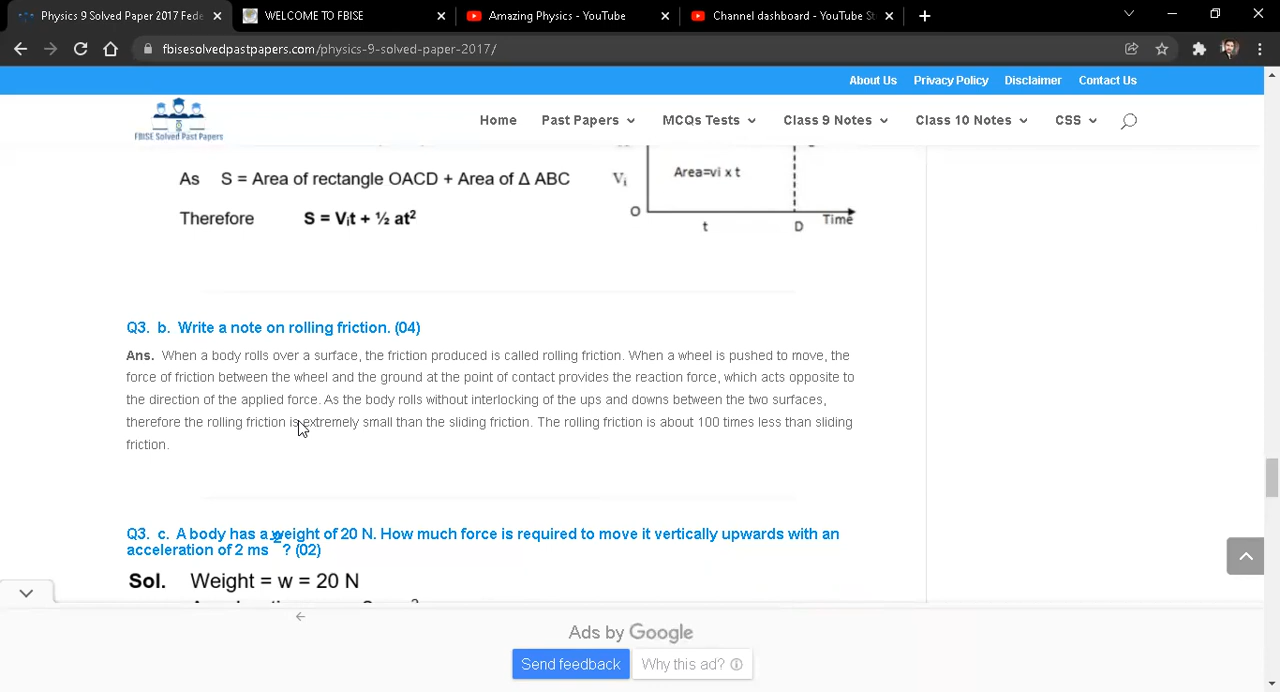 Physics 9 Solved Paper 2017 Fede
WELCOME TO FBISE
Amazing Physics - YouTube
Channel dashboard - YouTube St
fbisesolvedpastpapers.com/physics-9-solved-paper-2017/
About Us Privacy Policy Disclaimer Contact Us
FBISE Solved Past Papers
Home Past Papers MCQs Tests Class 9 Notes Class 10 Notes CSS
As S = Area of rectangle OACD + Area of Δ ABC
Vi
Area=vi x t
Therefore S = Vit + ½ at²
O
t
D
Time
Q3. b. Write a note on rolling friction. (04)
Ans. When a body rolls over a surface, the friction produced is called rolling friction. When a wheel is pushed to move, the
force of friction between the wheel and the ground at the point of contact provides the reaction force, which acts opposite to
the direction of the applied force. As the body rolls without interlocking of the ups and downs between the two surfaces,
therefore the rolling friction is extremely small than the sliding friction. The rolling friction is about 100 times less than sliding
friction.
Q3. c. A body has a weight of 20 N. How much force is required to move it vertically upwards with an
acceleration of 2 ms⁻²? (02)
Sol. Weight = w = 20 N
Ads by Google
Send feedback
Why this ad?